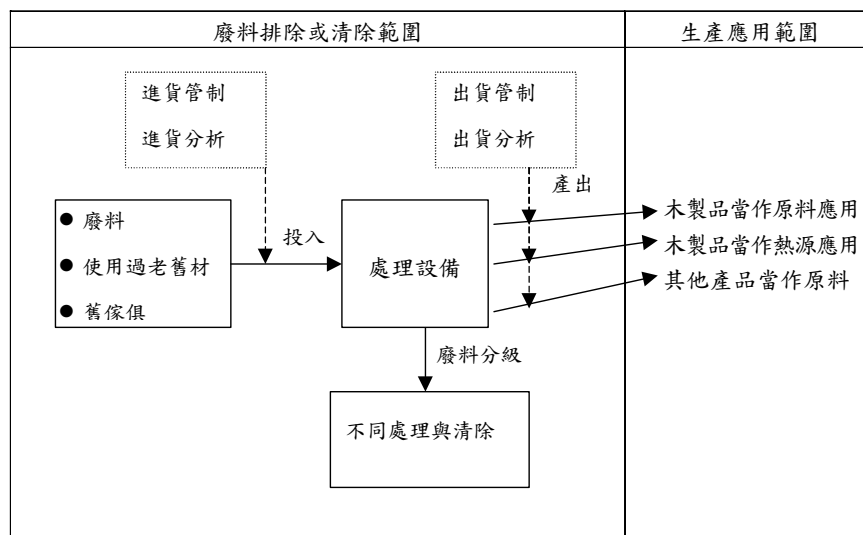 廢料排除或清除範圍
生產應用範圍
進貨管制
進貨分析
出貨管制
出貨分析
產出
● 廢料
● 使用過老舊材
● 舊傢俱
投入
處理設備
木製品當作原料應用
木製品當作熱源應用
其他產品當作原料
廢料分級
不同處理與清除